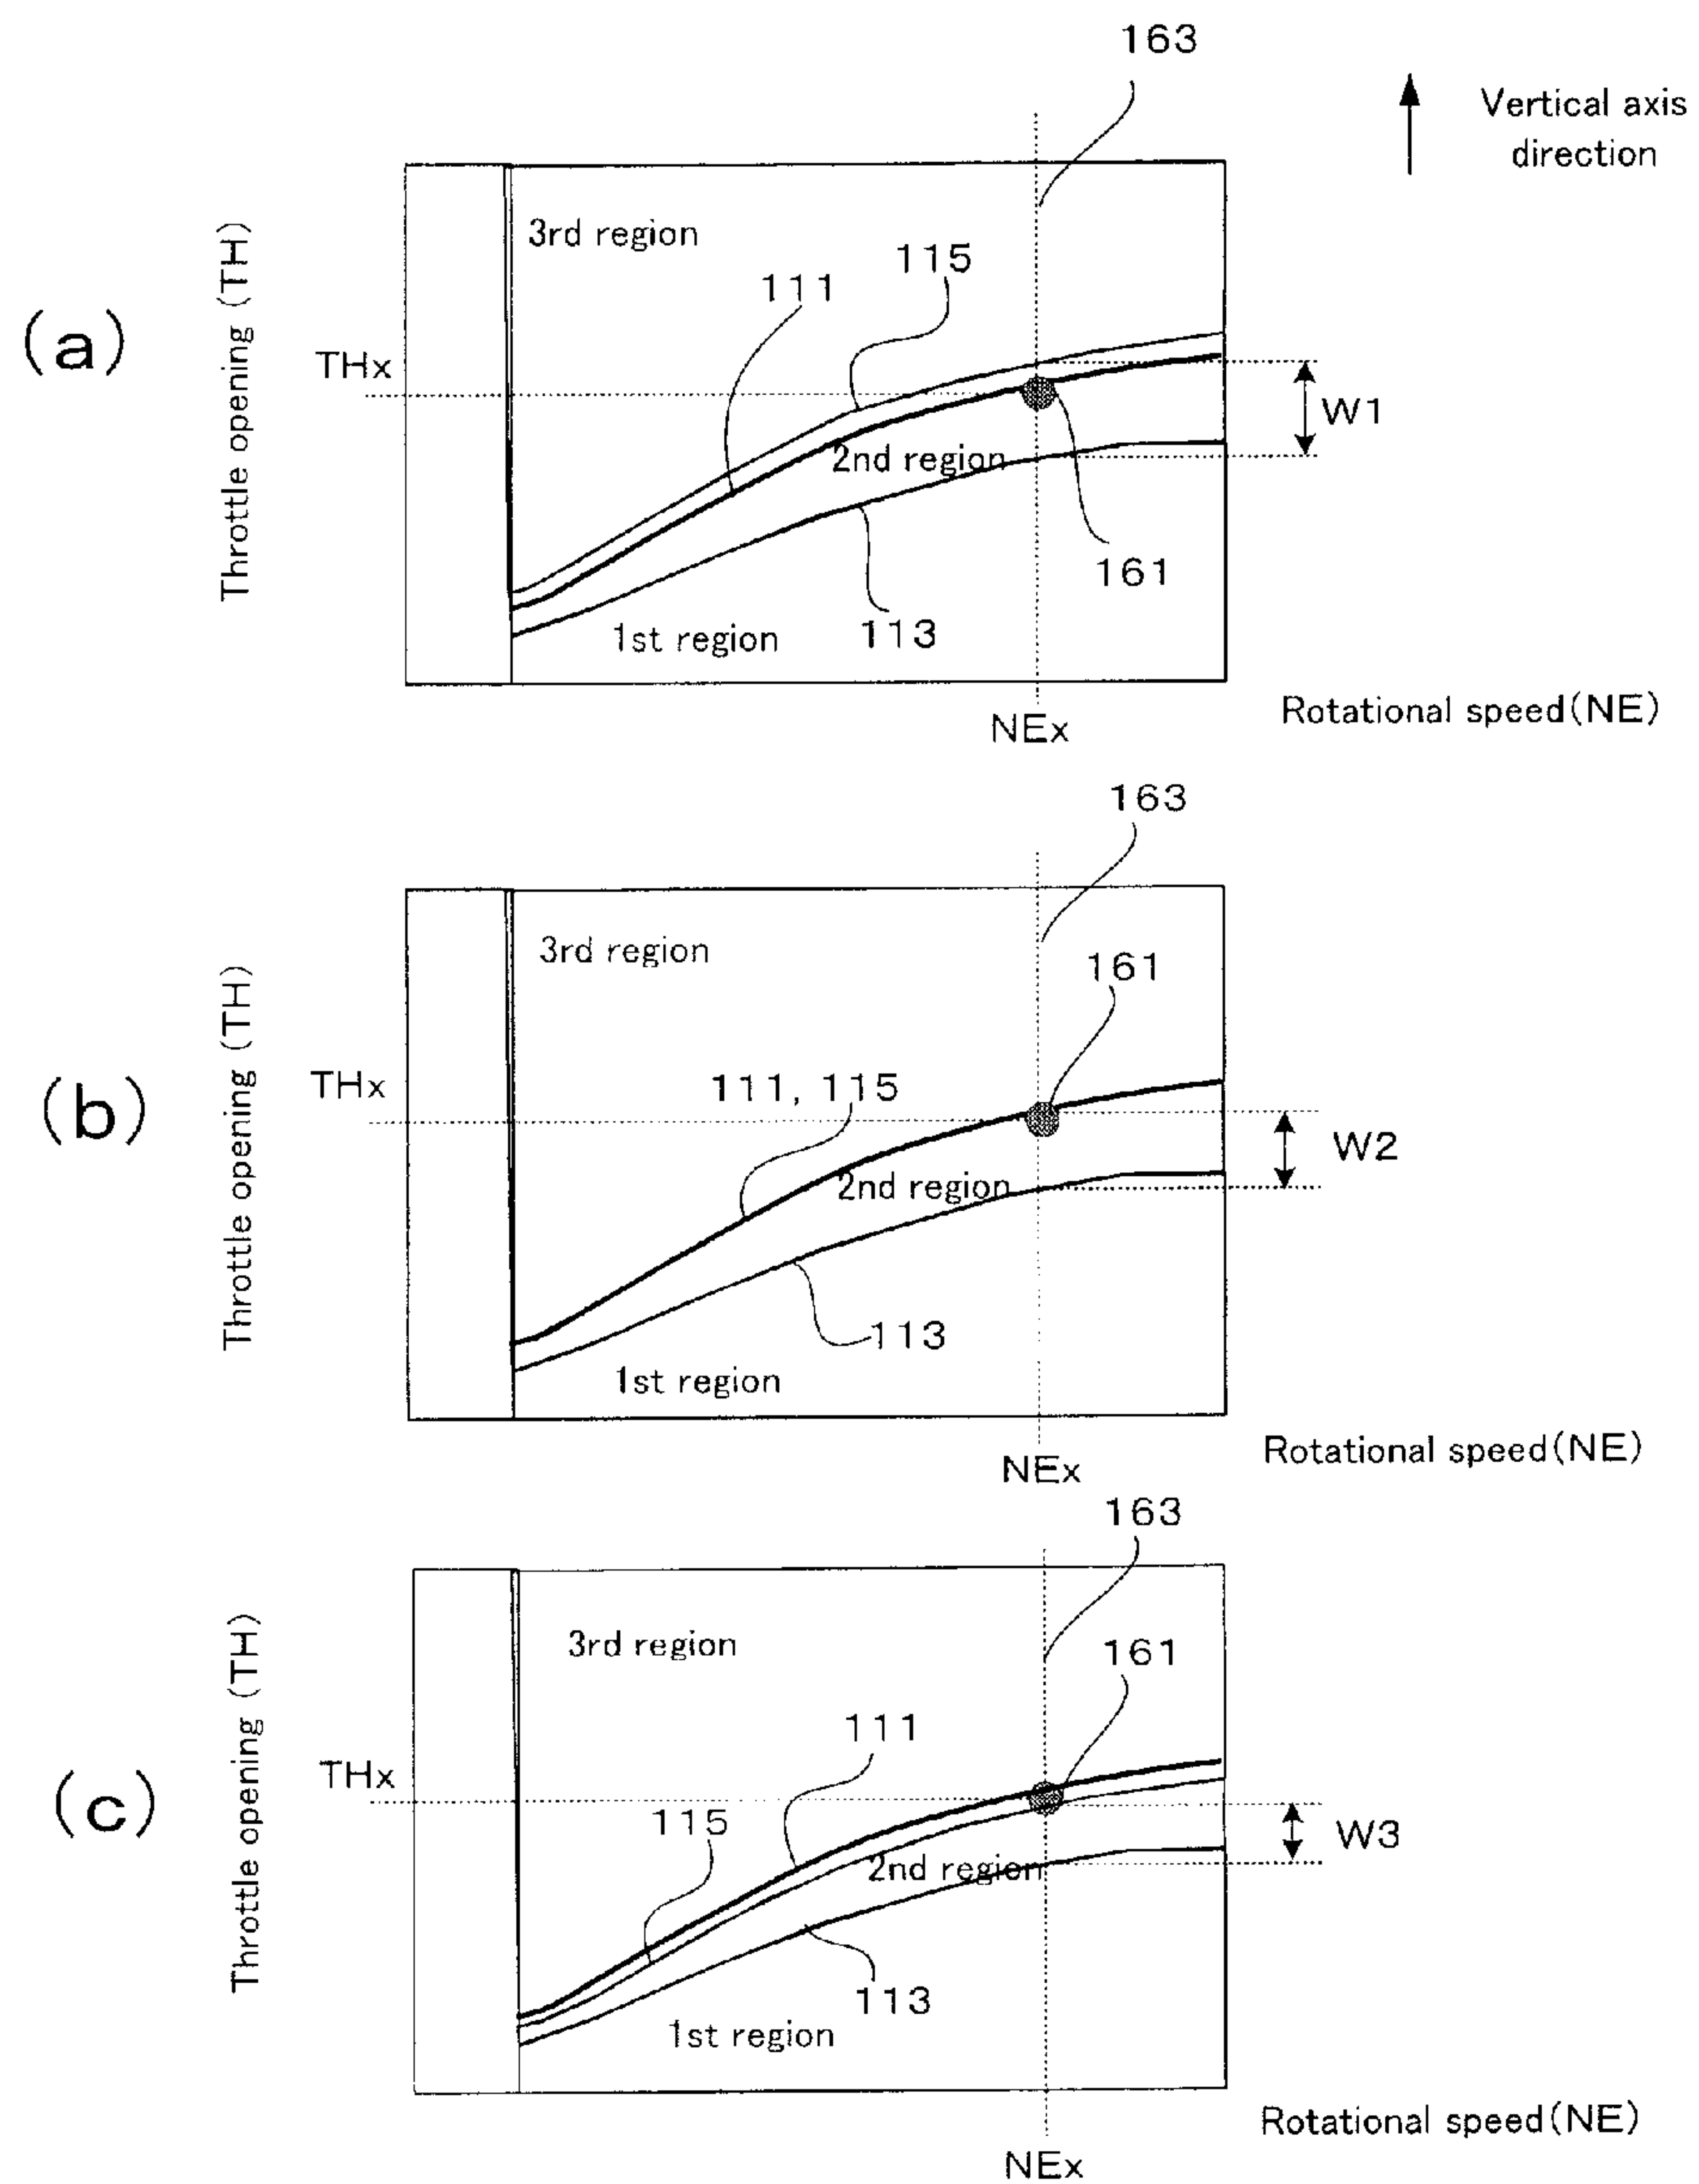 163
Vertical axis
direction
(a)
Throttle opening (TH)
3rd region
115
111
THx
W1
2nd region
161
1st region
113
NEx
Rotational speed(NE)
163
(b)
Throttle opening (TH)
3rd region
161
THx
111, 115
W2
2nd region
113
1st region
NEx
Rotational speed(NE)
163
(c)
Throttle opening (TH)
3rd region
161
111
THx
115
W3
2nd region
113
1st region
Rotational speed(NE)
NEx